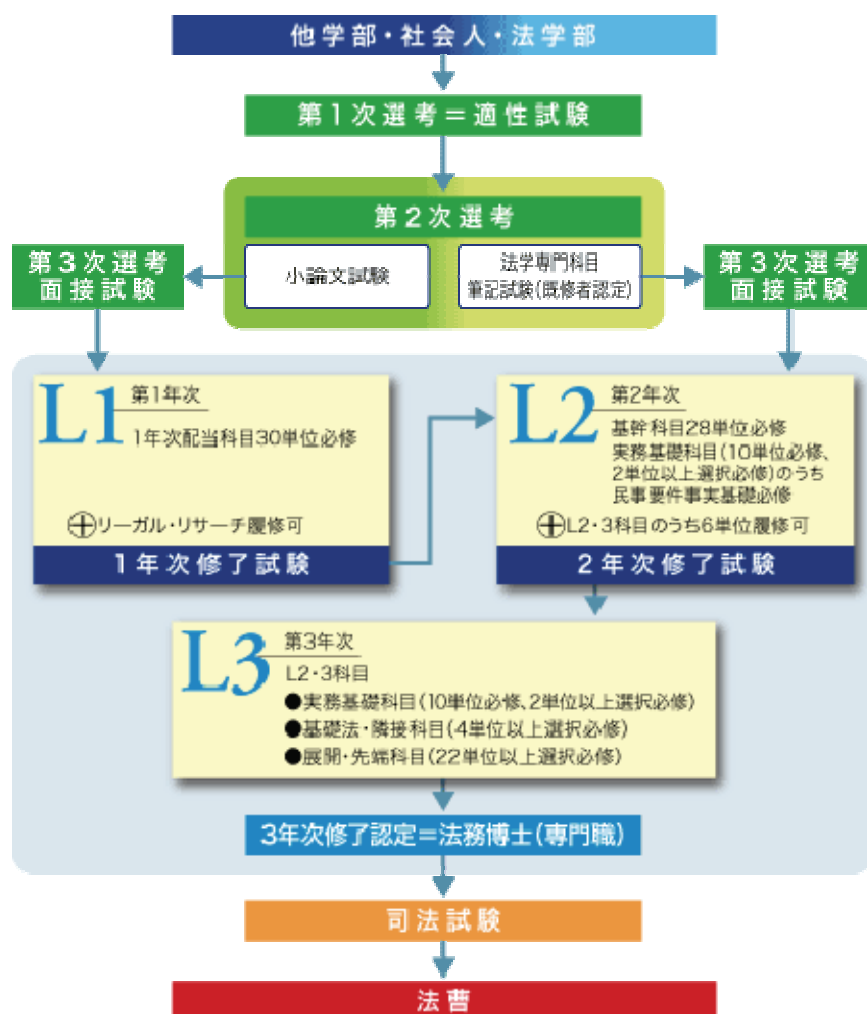 他学部・社会人・法学部
第1次選考＝適性試験
第2次選考
小論文試験
法学専門科目
筆記試験(既修者認定)
第3次選考
面接試験
第3次選考
面接試験
L1 第1年次
1年次配当科目30単位必修
⊕リーガル・リサーチ履修可
1年次修了試験
L2 第2年次
基幹科目28単位必修
実務基礎科目(10単位必修、
2単位以上選択必修)のうち
民事要件事実基礎必修
⊕L2・3科目のうち6単位履修可
2年次修了試験
L3 第3年次
L2・3科目
●実務基礎科目(10単位必修、2単位以上選択必修)
●基礎法・隣接科目(4単位以上選択必修)
●展開・先端科目(22単位以上選択必修)
3年次修了認定＝法務博士(専門職)
司法試験
法曹